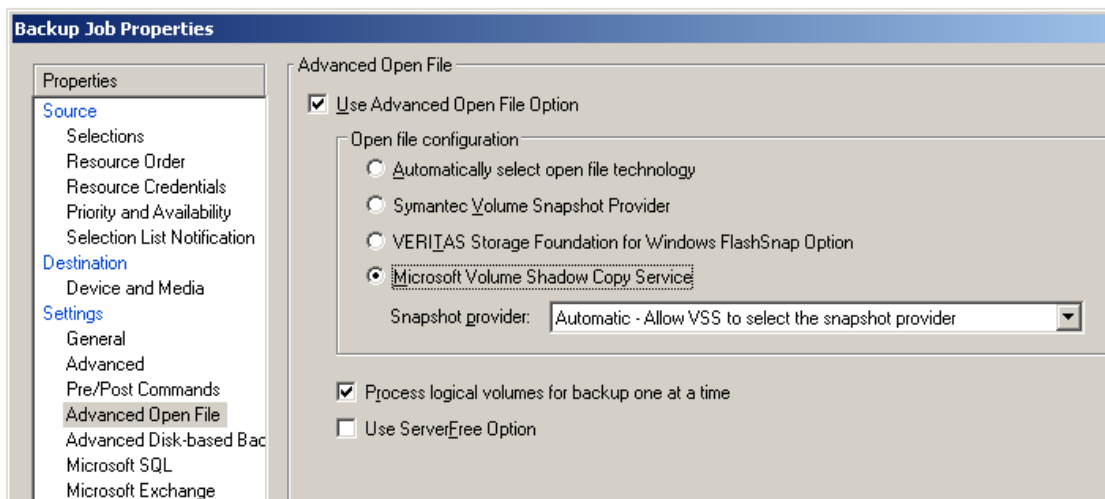 Backup Job Properties
Properties
Source
Selections
Resource Order
Resource Credentials
Priority and Availability
Selection List Notification
Destination
Device and Media
Settings
General
Advanced
Pre/Post Commands
Advanced Open File
Advanced Disk-based Bac
Microsoft SQL
Microsoft Exchange
Advanced Open File
Use Advanced Open File Option
Open file configuration
Automatically select open file technology
Symantec Volume Snapshot Provider
VERITAS Storage Foundation for Windows FlashSnap Option
Microsoft Volume Shadow Copy Service
Snapshot provider: Automatic - Allow VSS to select the snapshot provider
Process logical volumes for backup one at a time
Use ServerFree Option